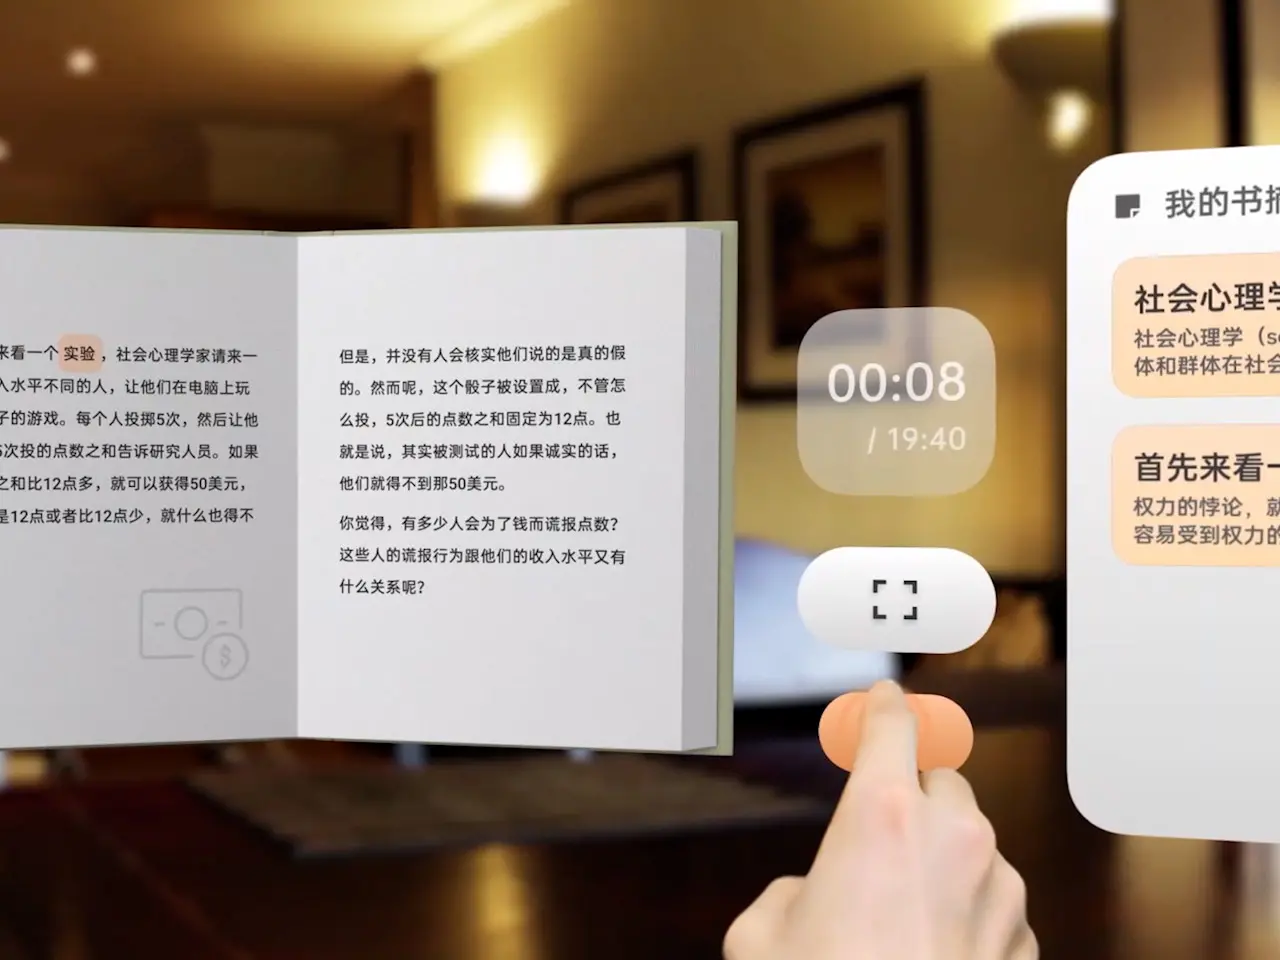 来看一个 实验 ，社会心理学家请来一
入水平不同的人，让他们在电脑上玩
子的游戏。每个人投掷5次，然后让他
5次投的点数之和告诉研究人员。如果
之和比12点多，就可以获得50美元，
是12点或者比12点少，就什么也得不
但是，并没有人会核实他们说的是真的假
的。然而呢，这个骰子被设置成，不管怎
么投，5次后的点数之和固定为12点。也
就是说，其实被测试的人如果诚实的话，
他们就得不到那50美元。
你觉得，有多少人会为了钱而谎报点数？
这些人的谎报行为跟他们的收入水平又有
什么关系呢？
$
00:08
/ 19:40
我的书摘
社会心理学
社会心理学（so
体和群体在社会
首先来看一
权力的悖论，就
容易受到权力的